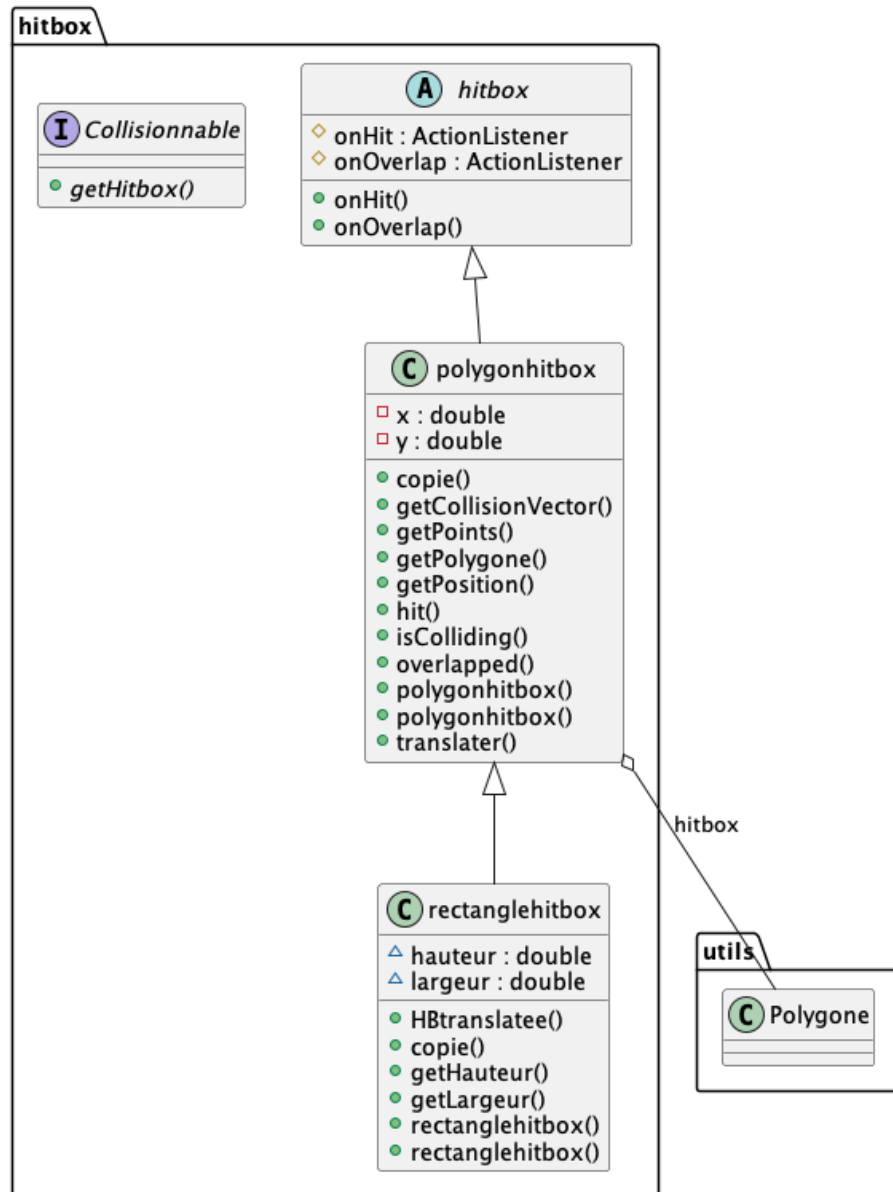 hitbox
I Collisionnable
getHitbox()
A hitbox
onHit : ActionListener
onOverlap : ActionListener
onHit()
onOverlap()
C polygonhitbox
x : double
y : double
copie()
getCollisionVector()
getPoints()
getPolygone()
getPosition()
hit()
isColliding()
overlapped()
polygonhitbox()
polygonhitbox()
translater()
hitbox
C rectanglehitbox
hauteur : double
largeur : double
HBtranslatee()
copie()
getHauteur()
getLargeur()
rectanglehitbox()
rectanglehitbox()
utils
C Polygone